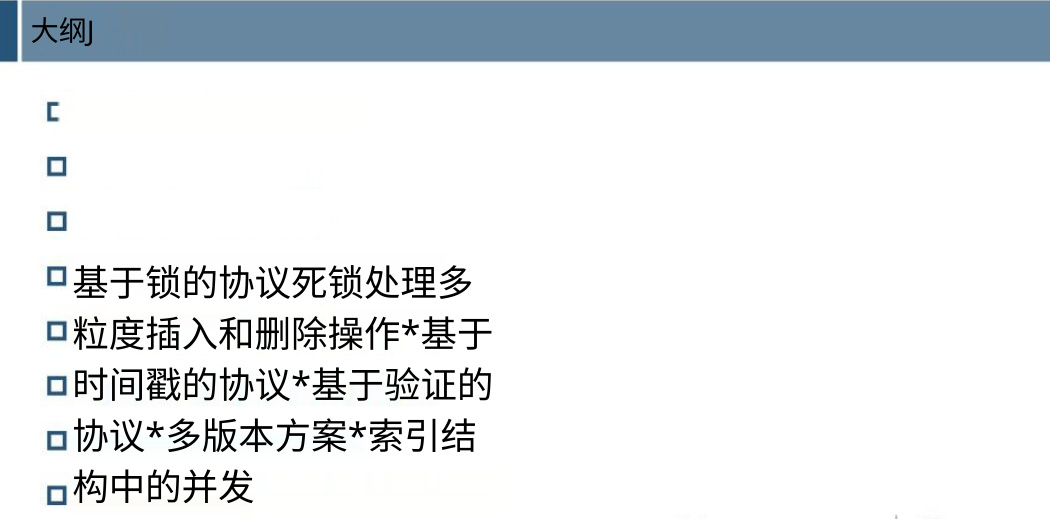 大纲J
基于锁的协议死锁处理多
粒度插入和删除操作*基于
时间戳的协议*基于验证的
协议*多版本方案*索引结
构中的并发